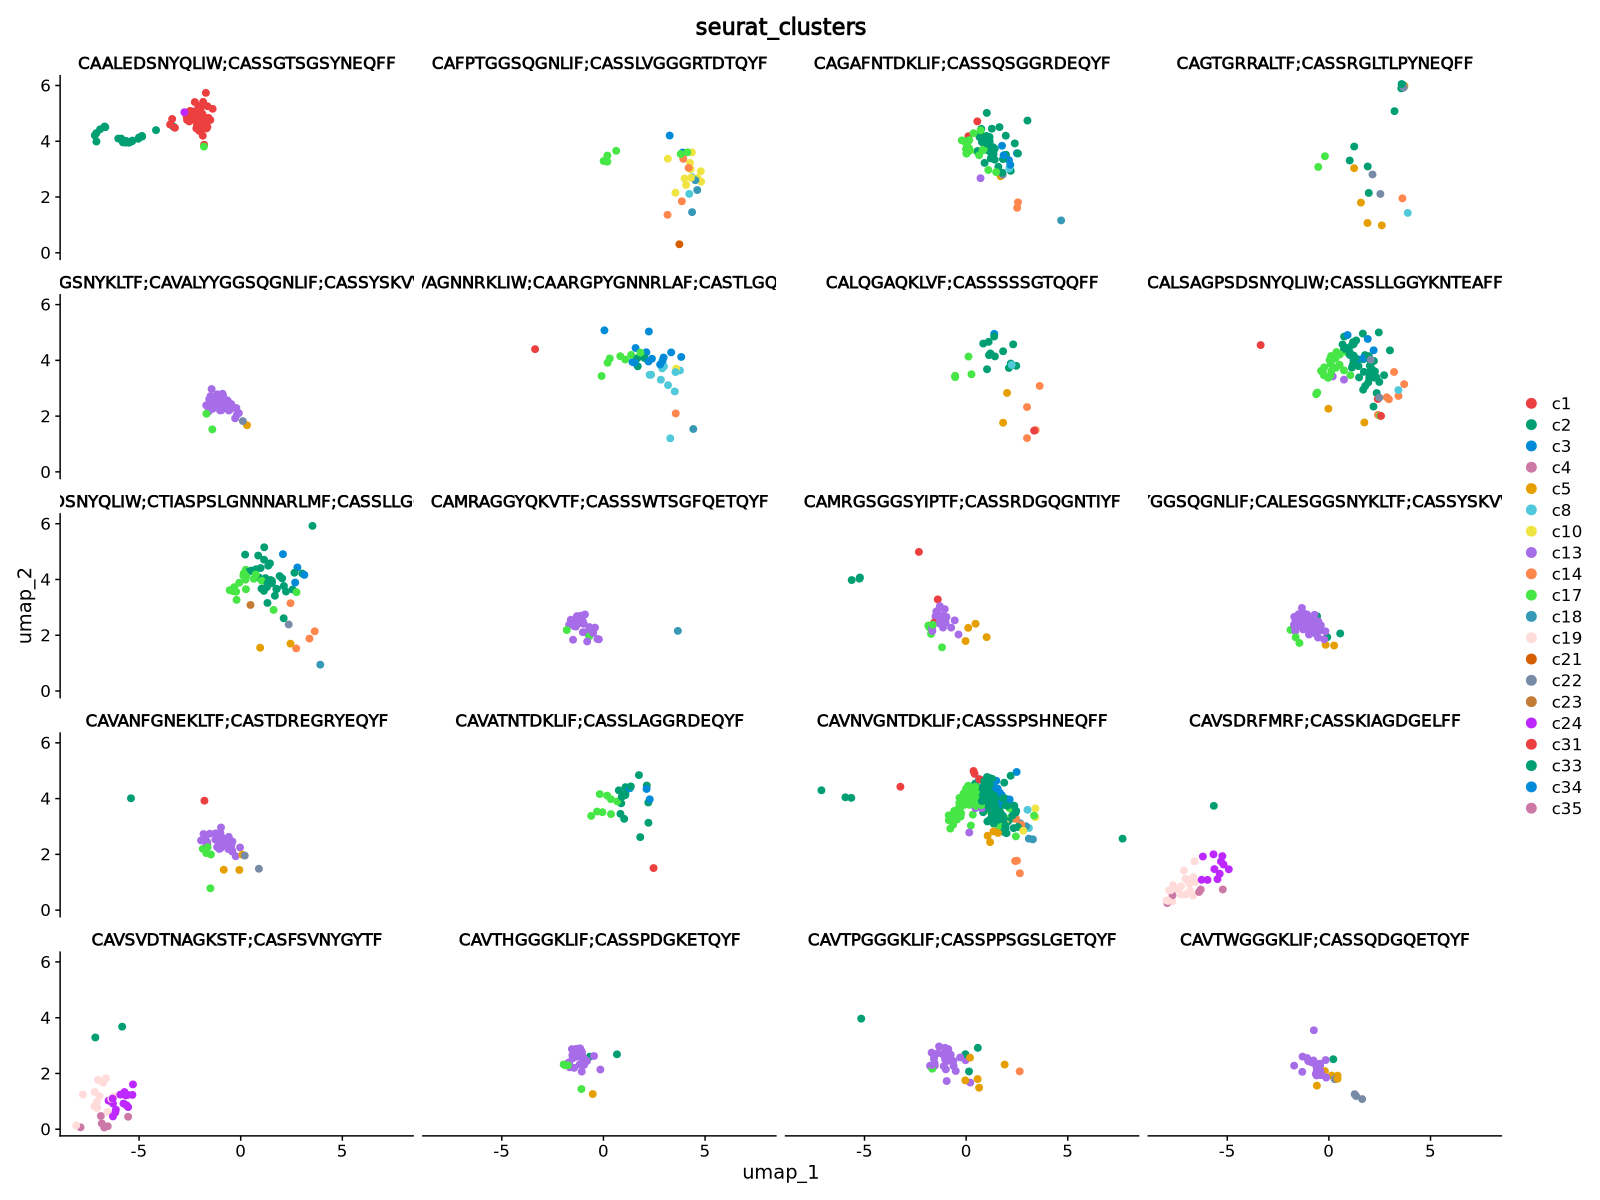 seurat_clusters
CAALEDSNYQLIW;CASSGTSGSYNEQFF
CAFPTGGSQGNLIF;CASSLVGGGRTDTQYF
CAGAFNTDKLIF;CASSQSGGRDEQYF
CAGTGRRALTF;CASSRGLTLPYNEQFF
6
4
2
0
GSNYKLTF;CAVALYYGGSQGNLIF;CASSYSKV
AGNNRKLIW;CAARGPYGNNRLAF;CASTLGQ
CALQGAQKLVF;CASSSSSGTQQFF
CALSAGPSDSNYQLIW;CASSLLGGYKNTEAFF
6
4
2
0
SNYQLIW;CTIASPSLGNNNARLMF;CASSLLG
CAMRAGGYQKVTF;CASSSWTSGFQETQYF
CAMRGSGGSYIPTF;CASSRDGQGNTIYF
GGSQGNLIF;CALESGGSNYKLTF;CASSYSKV
6
4
2
0
CAVANFGNEKLTF;CASTDREGRYEQYF
CAVATNTDKLIF;CASSLAGGRDEQYF
CAVNVGNTDKLIF;CASSSPSHNEQFF
CAVSDRFMRF;CASSKIAGDGELFF
6
4
2
0
CAVSVDTNAGKSTF;CASFSVNYGYTF
CAVTHGGGKLIF;CASSPDGKETQYF
CAVTPGGGKLIF;CASSPPSGSLGETQYF
CAVTWGGGKLIF;CASSQDGQETQYF
6
4
2
0
-5 0 5
-5 0 5
-5 0 5
-5 0 5
umap_1
umap_2
c1
c2
c3
c4
c5
c8
c10
c13
c14
c17
c18
c19
c21
c22
c23
c24
c31
c33
c34
c35